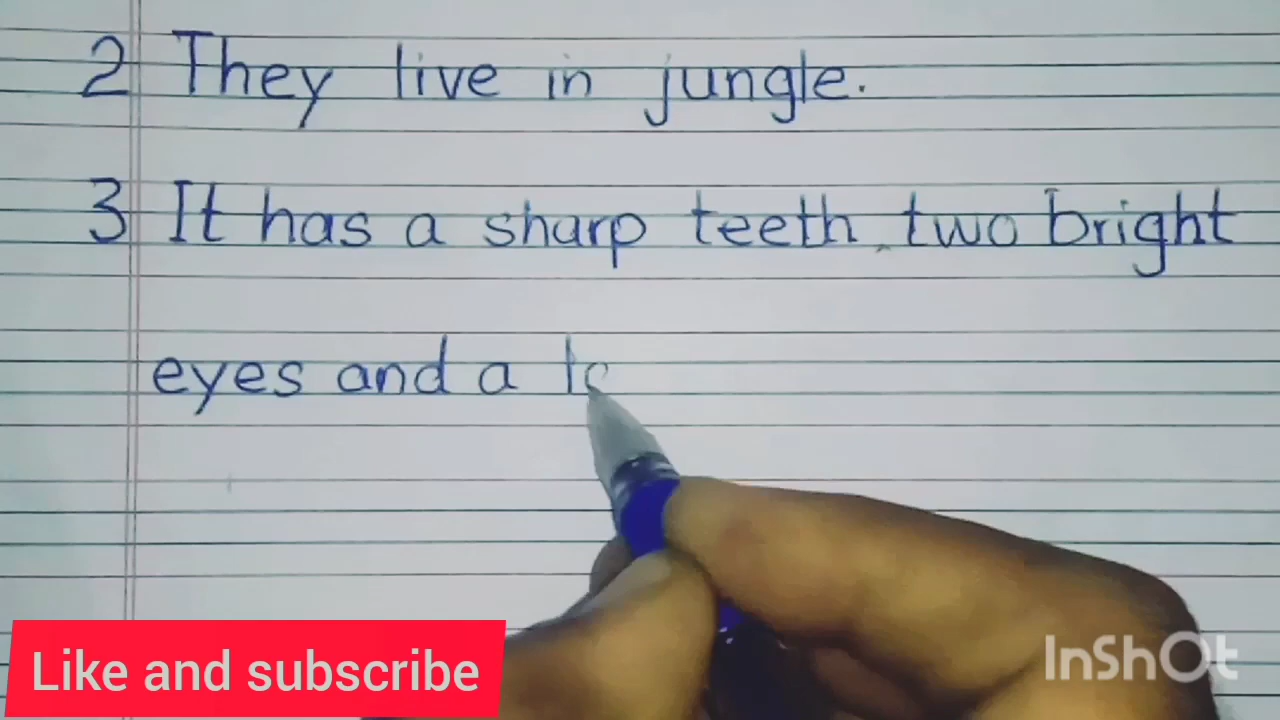 2 They live in jungle.
3 It has a sharp teeth, two bright
eyes and a
Like and subscribe
InShOt